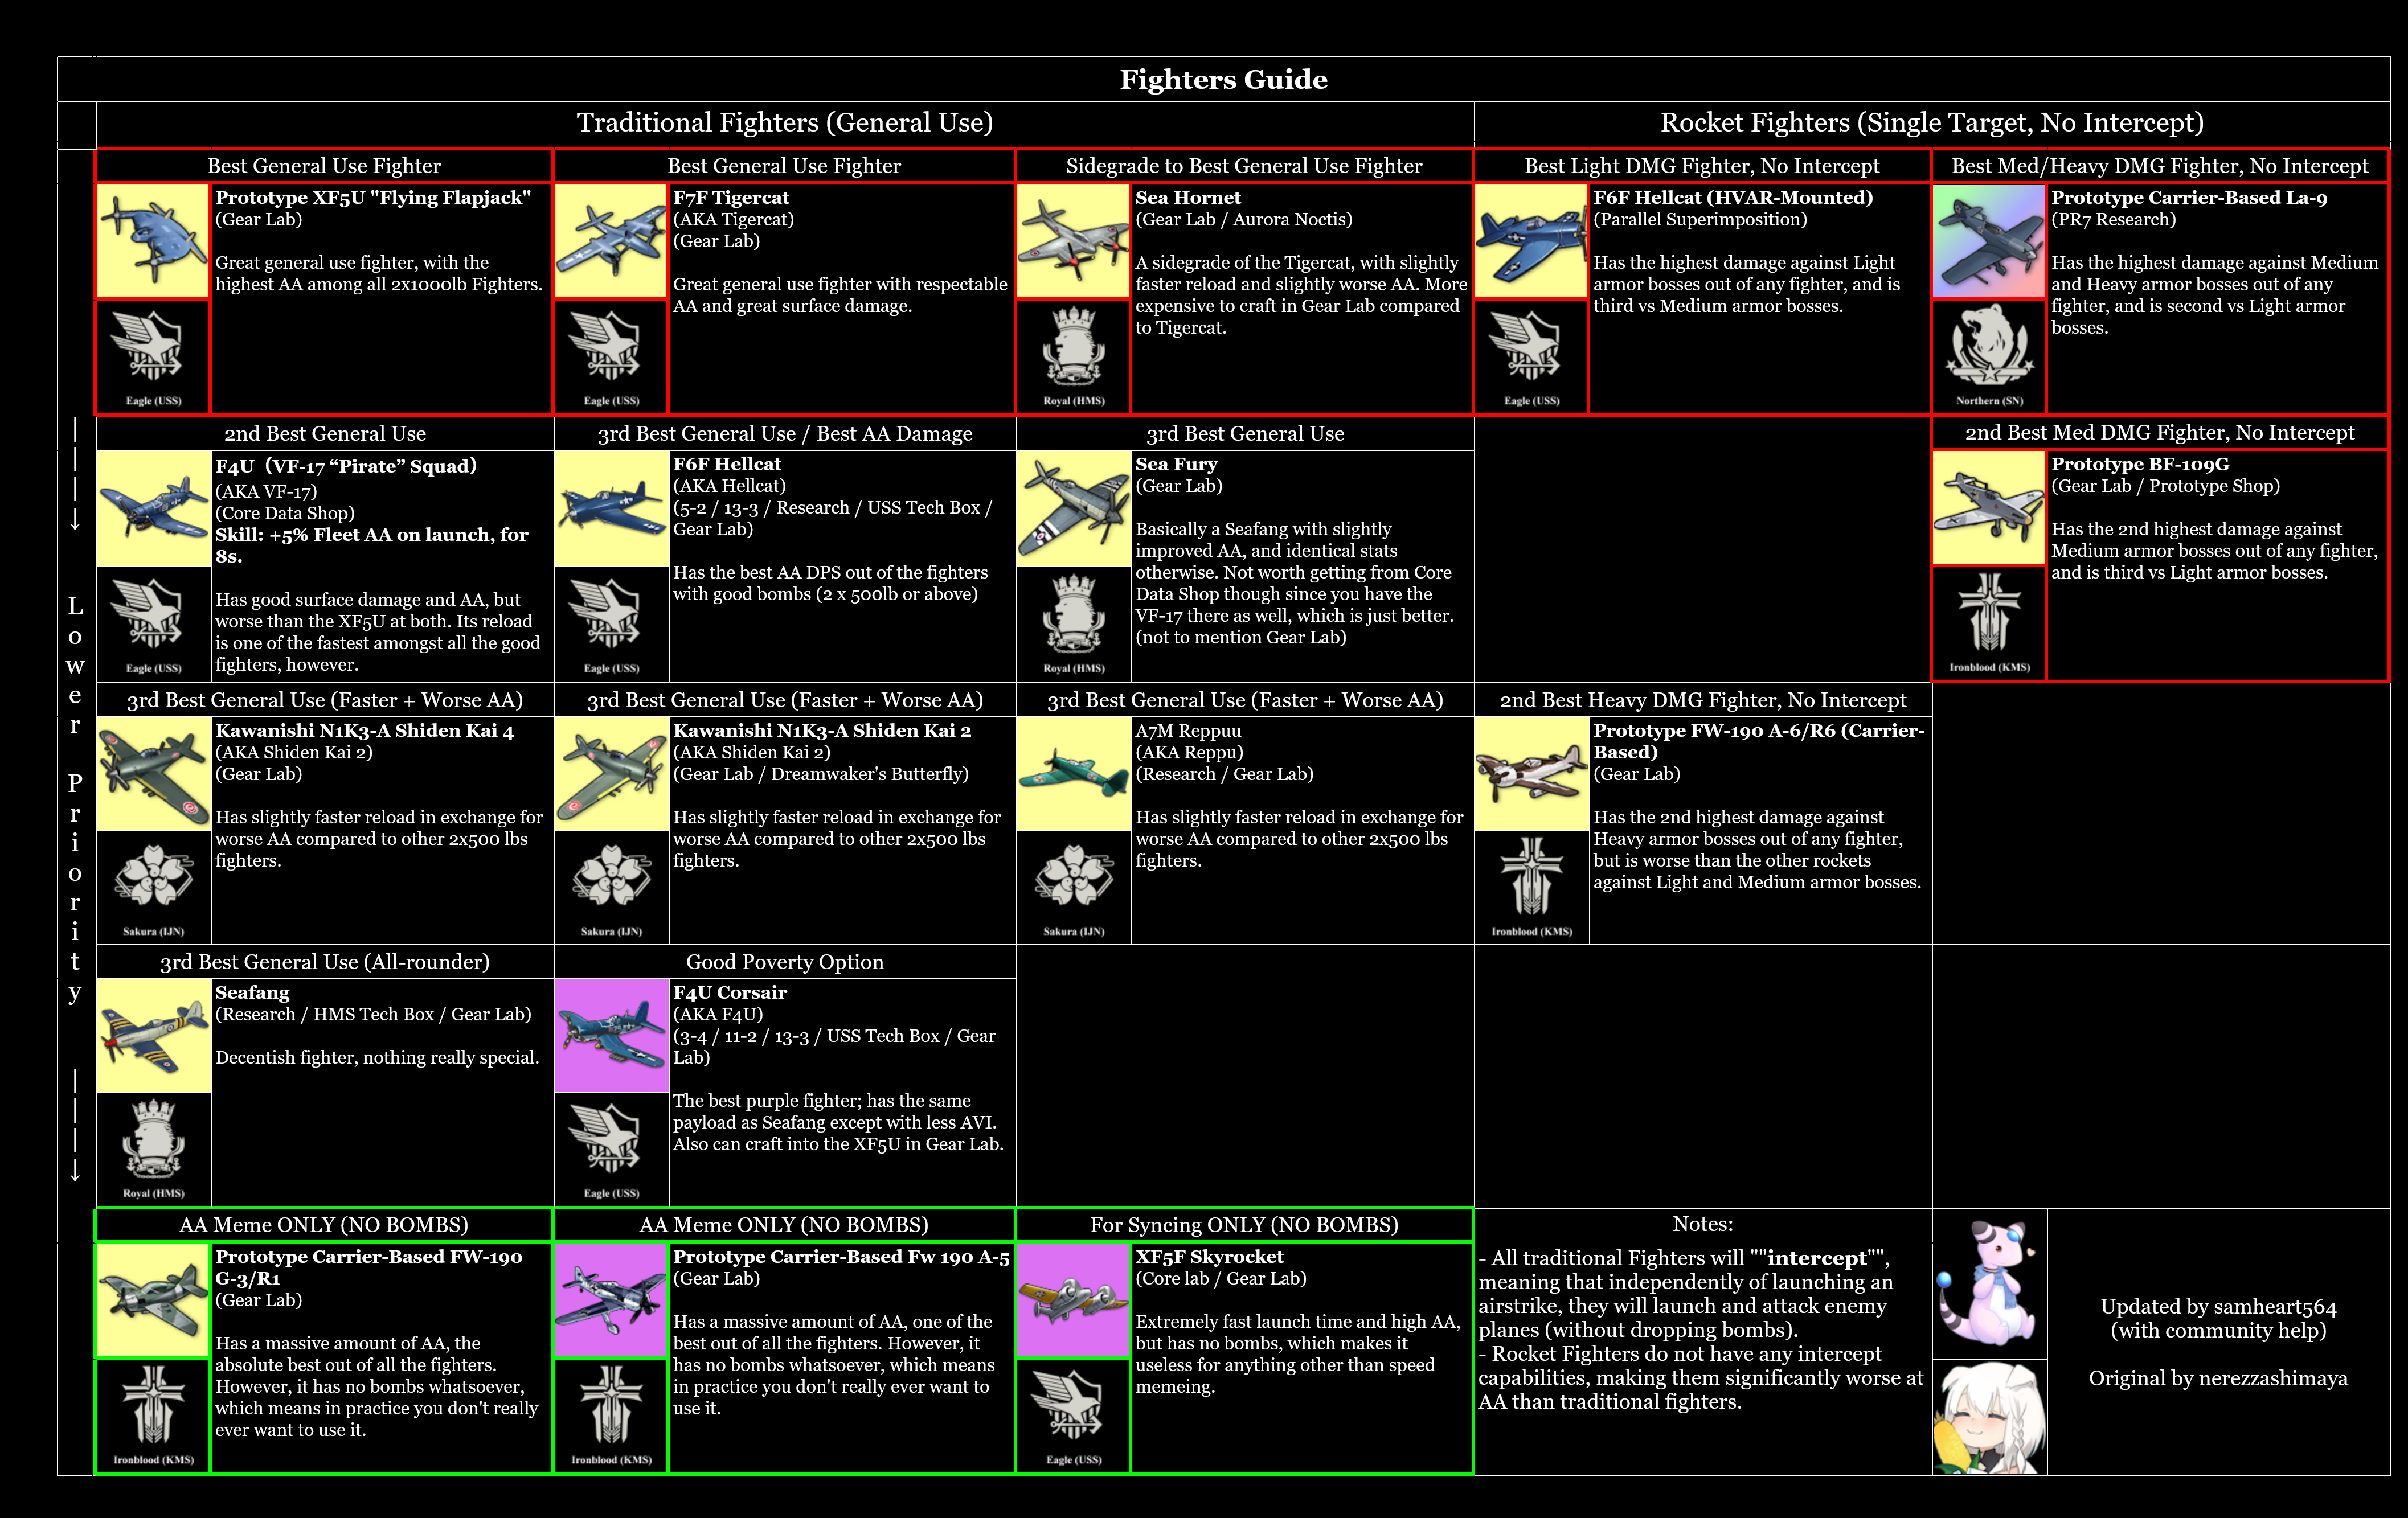 Fighters Guide
Traditional Fighters (General Use)
Rocket Fighters (Single Target, No Intercept)
Best General Use Fighter
Prototype XF5U "Flying Flapjack"
(Gear Lab)
Great general use fighter, with the
highest AA among all 2x1000lb Fighters.
Eagle (USS)
Best General Use Fighter
F7F Tigercat
(AKA Tigercat)
(Gear Lab)
Great general use fighter with respectable
AA and great surface damage.
Eagle (USS)
Sidegrade to Best General Use Fighter
Sea Hornet
(Gear Lab / Aurora Noctis)
A sidegrade of the Tigercat, with slightly
faster reload and slightly worse AA. More
expensive to craft in Gear Lab compared
to Tigercat.
Royal (HMS)
Best Light DMG Fighter, No Intercept
F6F Hellcat (HVAR-Mounted)
(Parallel Superimposition)
Has the highest damage against Light
armor bosses out of any fighter, and is
third vs Medium armor bosses.
Eagle (USS)
Best Med/Heavy DMG Fighter, No Intercept
Prototype Carrier-Based La-9
(PR7 Research)
Has the highest damage against Medium
and Heavy armor bosses out of any
fighter, and is second vs Light armor
bosses.
Northern (SN)
| | | | ↓
Lower Priority
| | | | ↓
2nd Best General Use
F4U（VF-17 “Pirate” Squad）
(AKA VF-17)
(Core Data Shop)
Skill: +5% Fleet AA on launch, for
8s.
Has good surface damage and AA, but
worse than the XF5U at both. Its reload
is one of the fastest amongst all the good
fighters, however.
Eagle (USS)
3rd Best General Use / Best AA Damage
F6F Hellcat
(AKA Hellcat)
(5-2 / 13-3 / Research / USS Tech Box /
Gear Lab)
Has the best AA DPS out of the fighters
with good bombs (2 x 500lb or above)
Eagle (USS)
3rd Best General Use
Sea Fury
(Gear Lab)
Basically a Seafang with slightly
improved AA, and identical stats
otherwise. Not worth getting from Core
Data Shop though since you have the
VF-17 there as well, which is just better.
(not to mention Gear Lab)
Royal (HMS)
2nd Best Med DMG Fighter, No Intercept
Prototype BF-109G
(Gear Lab / Prototype Shop)
Has the 2nd highest damage against
Medium armor bosses out of any fighter,
and is third vs Light armor bosses.
Ironblood (KMS)
3rd Best General Use (Faster + Worse AA)
Kawanishi N1K3-A Shiden Kai 4
(AKA Shiden Kai 2)
(Gear Lab)
Has slightly faster reload in exchange for
worse AA compared to other 2x500 lbs
fighters.
Sakura (IJN)
3rd Best General Use (Faster + Worse AA)
Kawanishi N1K3-A Shiden Kai 2
(AKA Shiden Kai 2)
(Gear Lab / Dreamwaker's Butterfly)
Has slightly faster reload in exchange for
worse AA compared to other 2x500 lbs
fighters.
Sakura (IJN)
3rd Best General Use (Faster + Worse AA)
A7M Reppuu
(AKA Reppu)
(Research / Gear Lab)
Has slightly faster reload in exchange for
worse AA compared to other 2x500 lbs
fighters.
Sakura (IJN)
2nd Best Heavy DMG Fighter, No Intercept
Prototype FW-190 A-6/R6 (Carrier-
Based)
(Gear Lab)
Has the 2nd highest damage against
Heavy armor bosses out of any fighter,
but is worse than the other rockets
against Light and Medium armor bosses.
Ironblood (KMS)
3rd Best General Use (All-rounder)
Seafang
(Research / HMS Tech Box / Gear Lab)
Decentish fighter, nothing really special.
Royal (HMS)
Good Poverty Option
F4U Corsair
(AKA F4U)
(3-4 / 11-2 / 13-3 / USS Tech Box / Gear
Lab)
The best purple fighter; has the same
payload as Seafang except with less AVI.
Also can craft into the XF5U in Gear Lab.
Eagle (USS)
AA Meme ONLY (NO BOMBS)
Prototype Carrier-Based FW-190
G-3/R1
(Gear Lab)
Has a massive amount of AA, the
absolute best out of all the fighters.
However, it has no bombs whatsoever,
which means in practice you don't really
ever want to use it.
Ironblood (KMS)
AA Meme ONLY (NO BOMBS)
Prototype Carrier-Based Fw 190 A-5
(Gear Lab)
Has a massive amount of AA, one of the
best out of all the fighters. However, it
has no bombs whatsoever, which means
in practice you don't really ever want to
use it.
Ironblood (KMS)
For Syncing ONLY (NO BOMBS)
XF5F Skyrocket
(Core lab / Gear Lab)
Extremely fast launch time and high AA,
but has no bombs, which makes it
useless for anything other than speed
memeing.
Eagle (USS)
Notes:
- All traditional Fighters will ""intercept"",
meaning that independently of launching an
airstrike, they will launch and attack enemy
planes (without dropping bombs).
- Rocket Fighters do not have any intercept
capabilities, making them significantly worse at
AA than traditional fighters.
Updated by samheart564
(with community help)
Original by nerezzashimaya